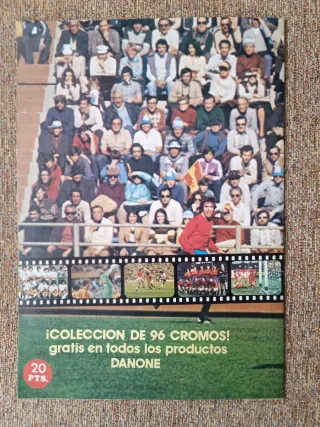 ¡COLECCION DE 96 CROMOS!
gratis en todos los productos
DANONE
20
PTS.